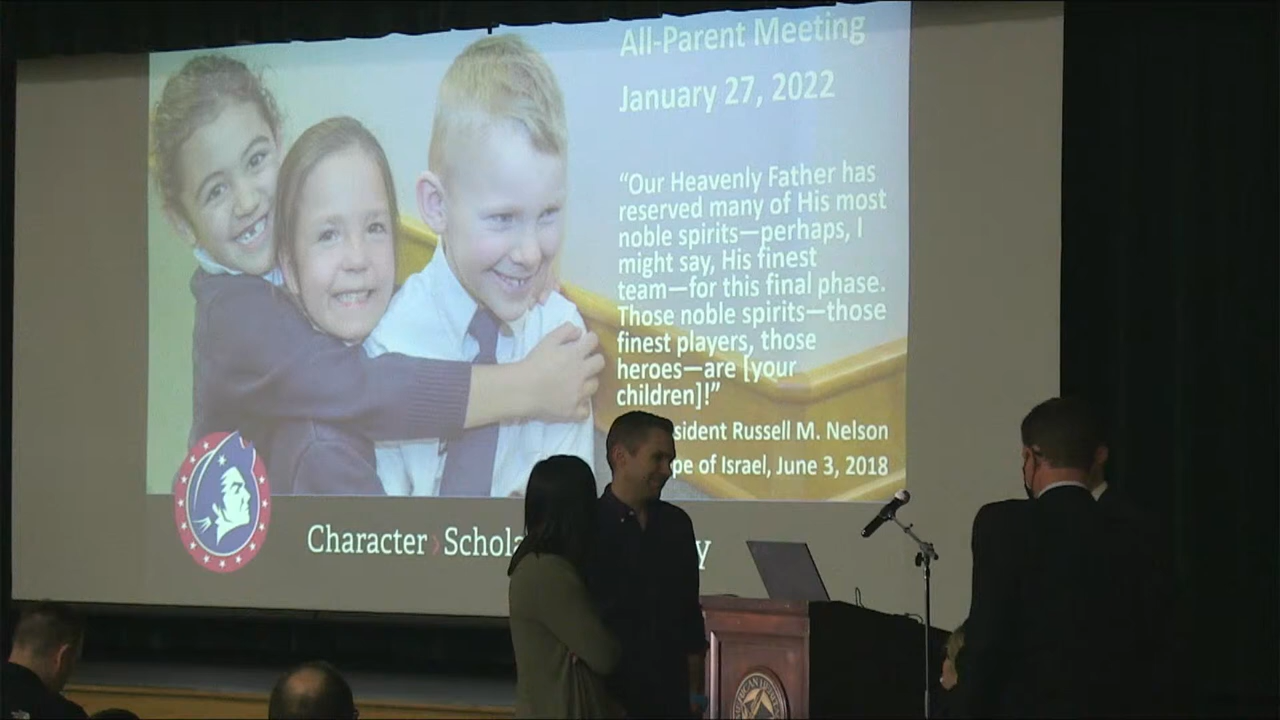 All-Parent Meeting
January 27, 2022
“Our Heavenly Father has
reserved many of His most
noble spirits—perhaps, I
might say, His finest
team—for this final phase.
Those noble spirits—those
finest players, those
heroes—are [your
children]!”
sident Russell M. Nelson
pe of Israel, June 3, 2018
Character › Schola y